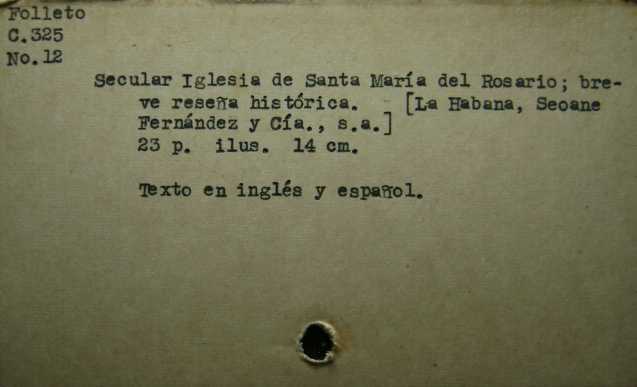 Folleto
C.325
No.12
Secular Iglesia de Santa María del Rosario; bre-
ve reseña histórica. [La Habana, Seoane
Fernández y Cía., s.a.]
23 p. ilus. 14 cm.
Texto en inglés y español.